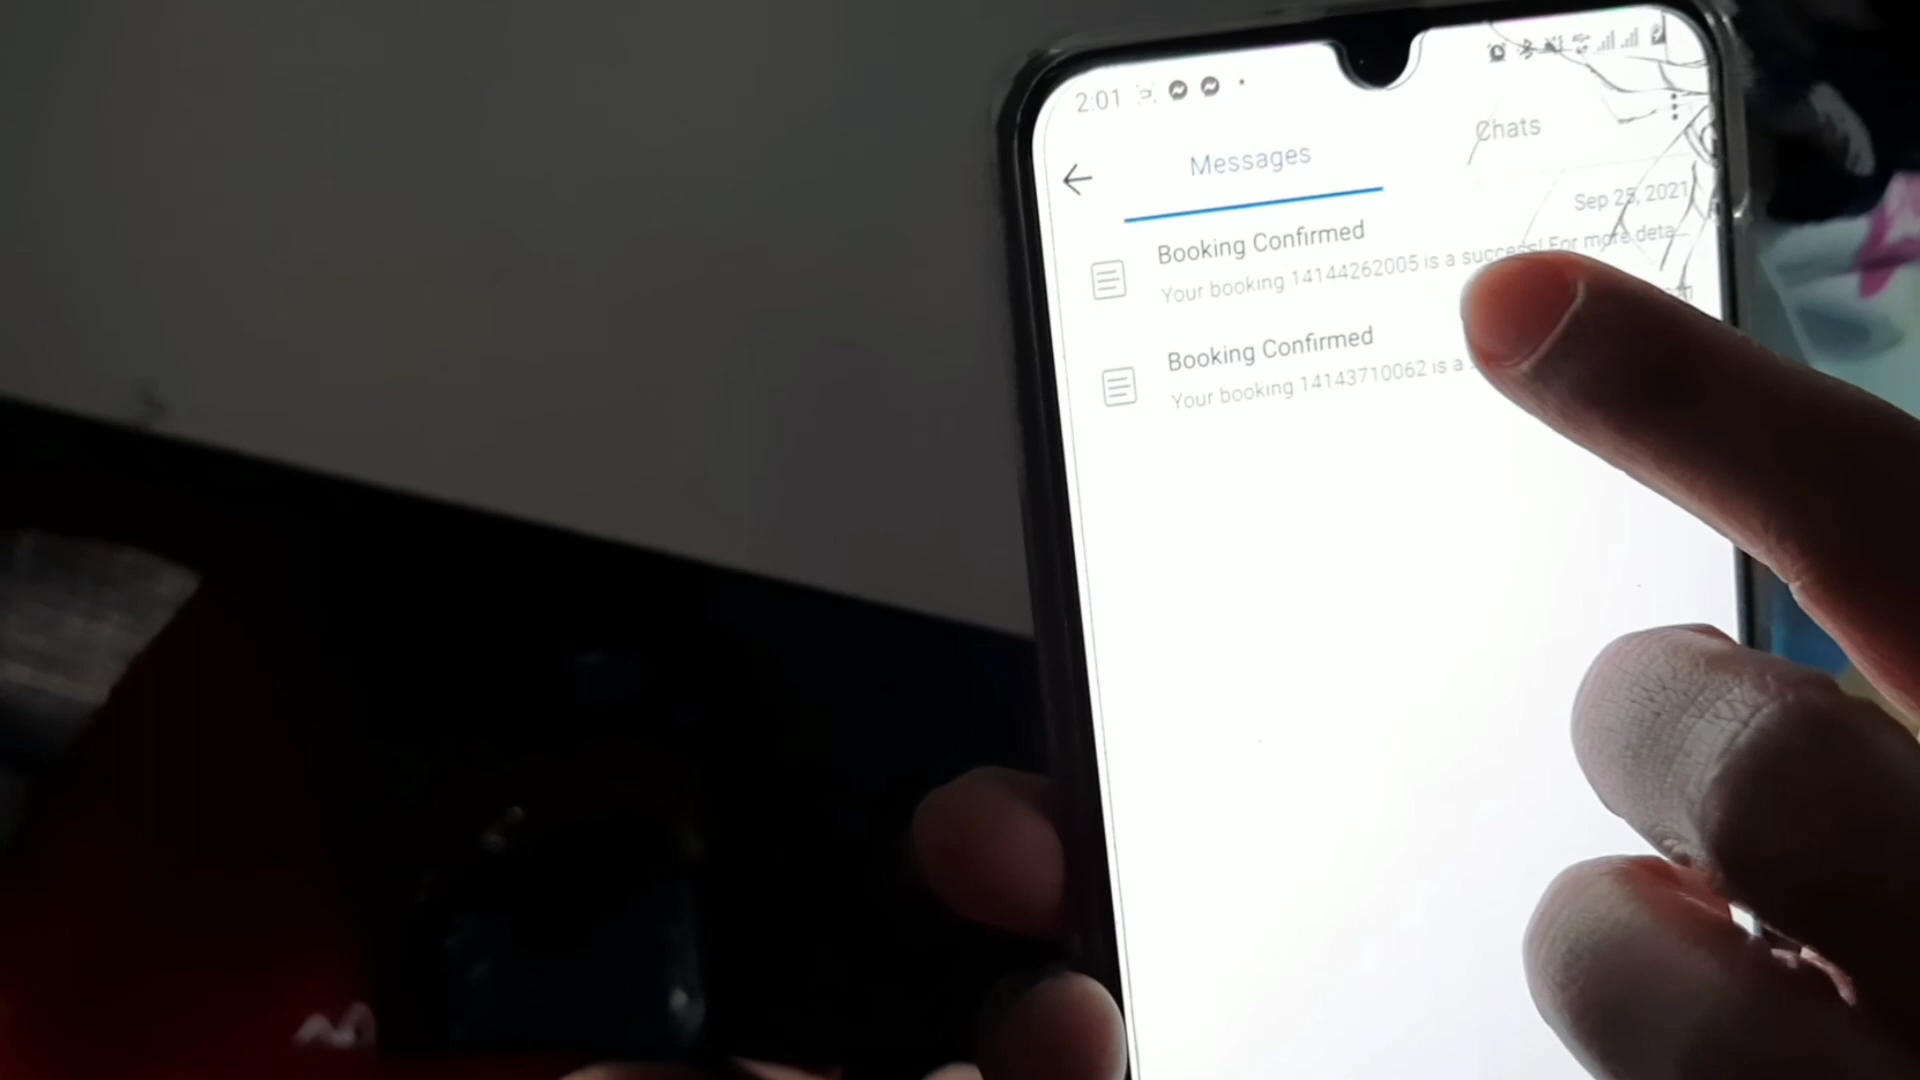 2:01
Messages
Chats
Sep 25, 2021
Booking Confirmed
Your booking 14144262005 is a success! For more deta...
Booking Confirmed
Your booking 14143710062 is a